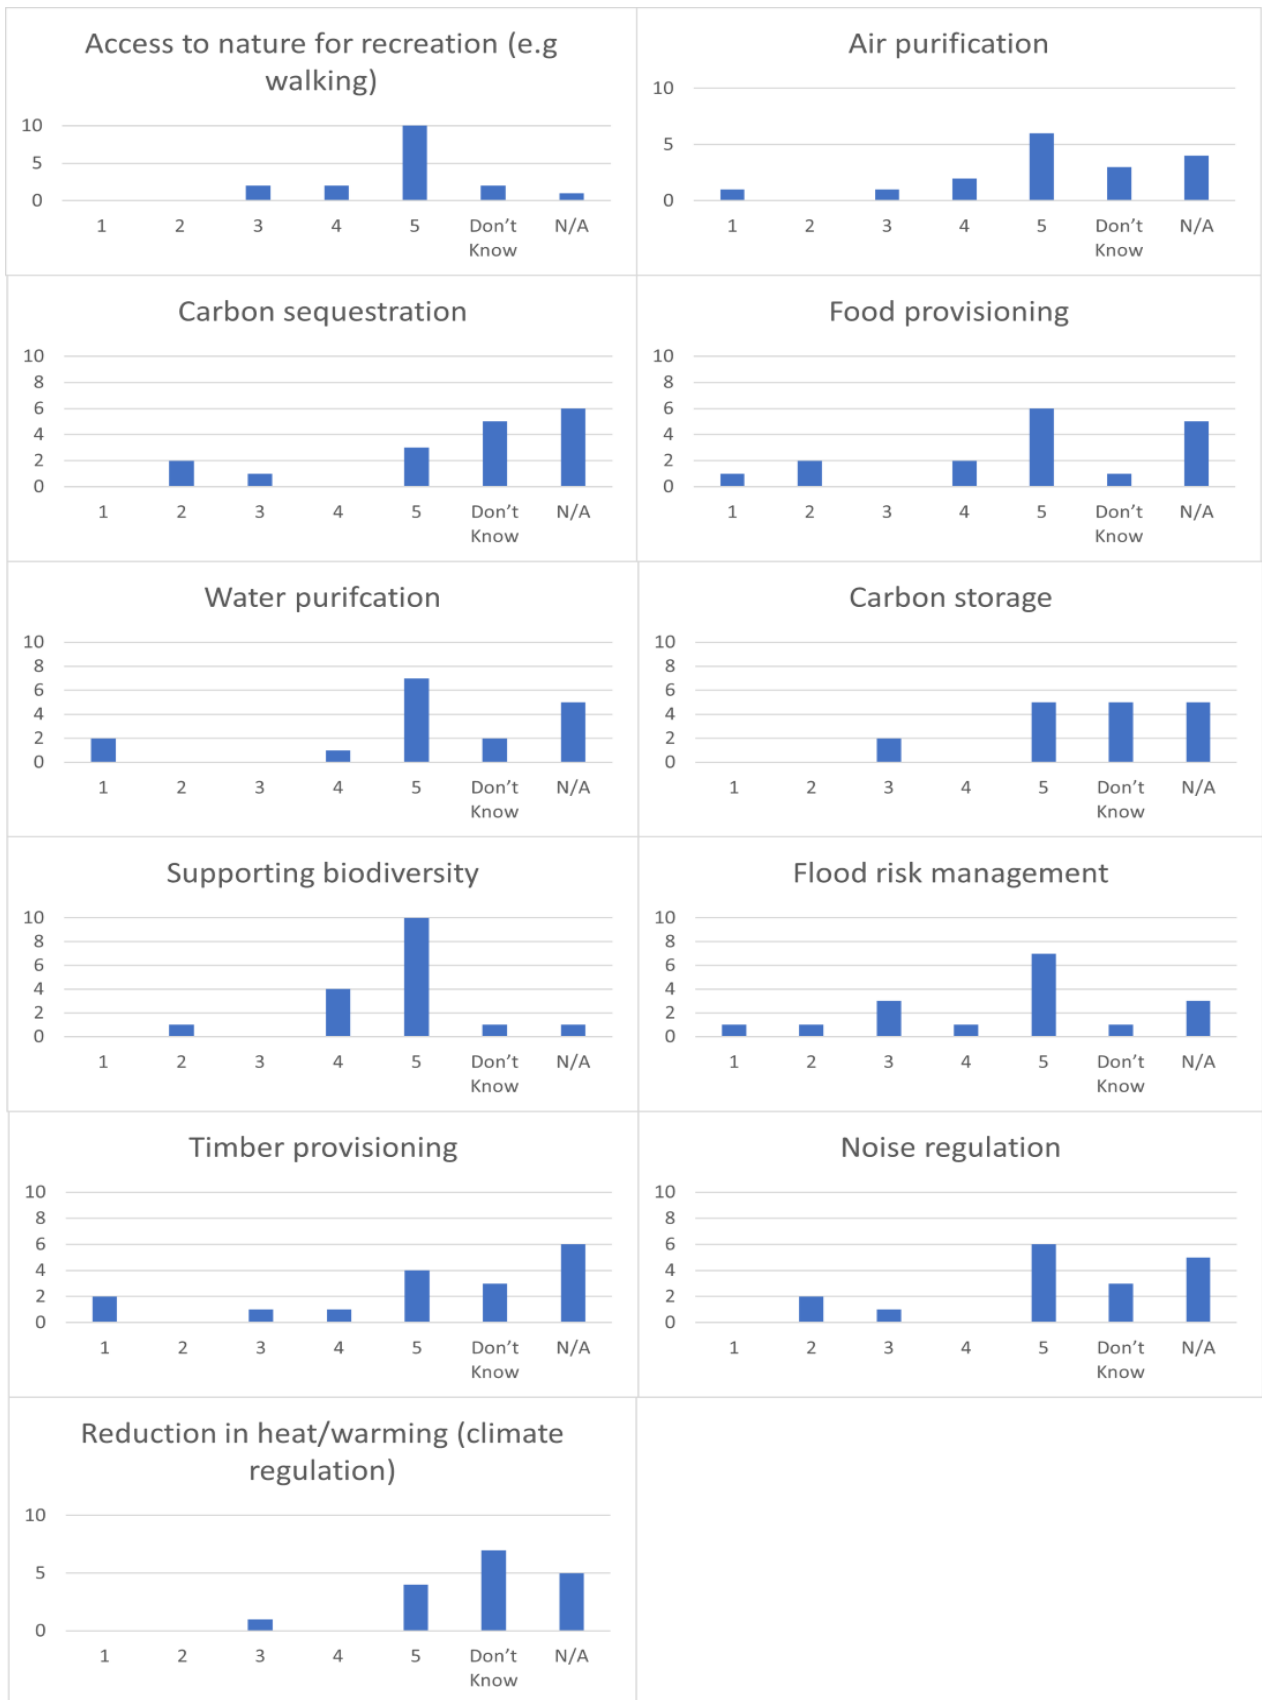 Access to nature for recreation (e.g
walking)
10
5
0
1 2 3 4 5 Don't N/A
Know
Air purification
10
5
0
1 2 3 4 5 Don't N/A
Know
Carbon sequestration
10
8
6
4
2
0
1 2 3 4 5 Don't N/A
Know
Food provisioning
10
8
6
4
2
0
1 2 3 4 5 Don't N/A
Know
Water purifcation
10
8
6
4
2
0
1 2 3 4 5 Don't N/A
Know
Carbon storage
10
8
6
4
2
0
1 2 3 4 5 Don't N/A
Know
Supporting biodiversity
10
8
6
4
2
0
1 2 3 4 5 Don't N/A
Know
Flood risk management
10
8
6
4
2
0
1 2 3 4 5 Don't N/A
Know
Timber provisioning
10
8
6
4
2
0
1 2 3 4 5 Don't N/A
Know
Noise regulation
10
8
6
4
2
0
1 2 3 4 5 Don't N/A
Know
Reduction in heat/warming (climate
regulation)
10
5
0
1 2 3 4 5 Don't N/A
Know